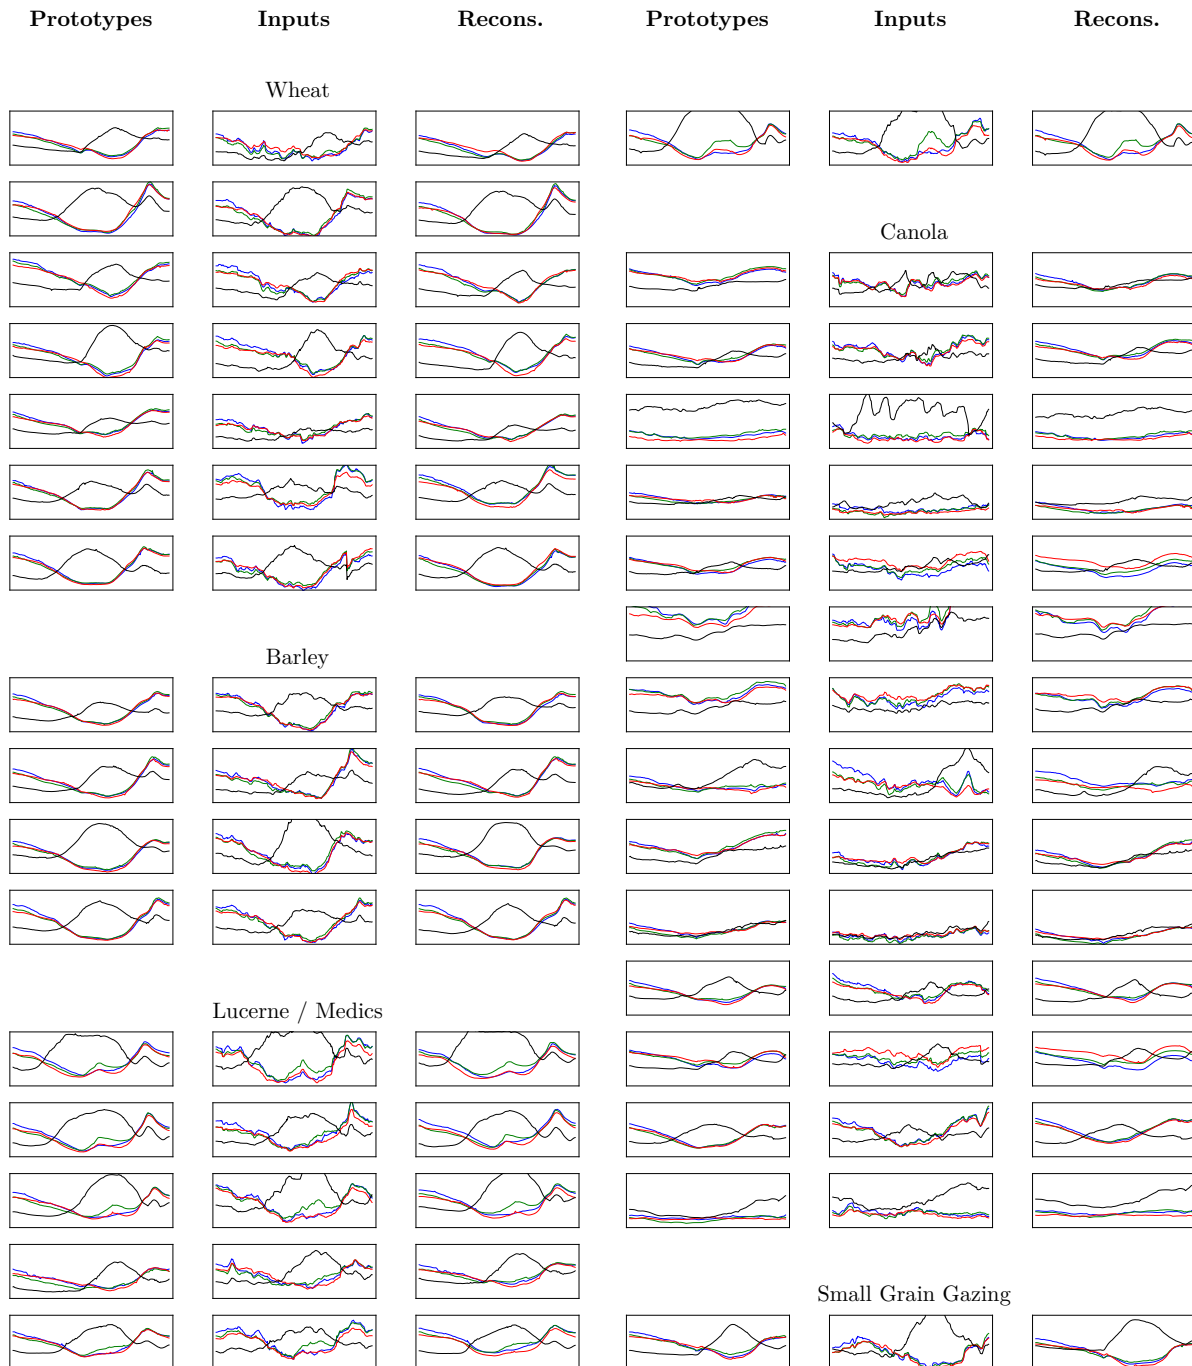 Prototypes Inputs Recons. Prototypes Inputs Recons.
Wheat
Barley
Lucerne / Medics
Canola
Small Grain Gazing